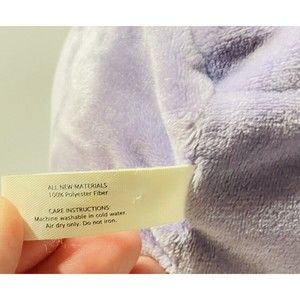 ALL NEW MATERIALS
100% Polyester Fiber
CARE INSTRUCTIONS:
Machine washable in cold water.
Air dry only. Do not iron.